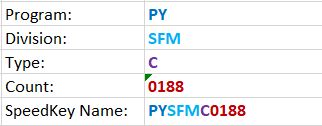 Program: PY
Division: SFM
Type: C
Count: 0188
SpeedKey Name: PYSFMC0188